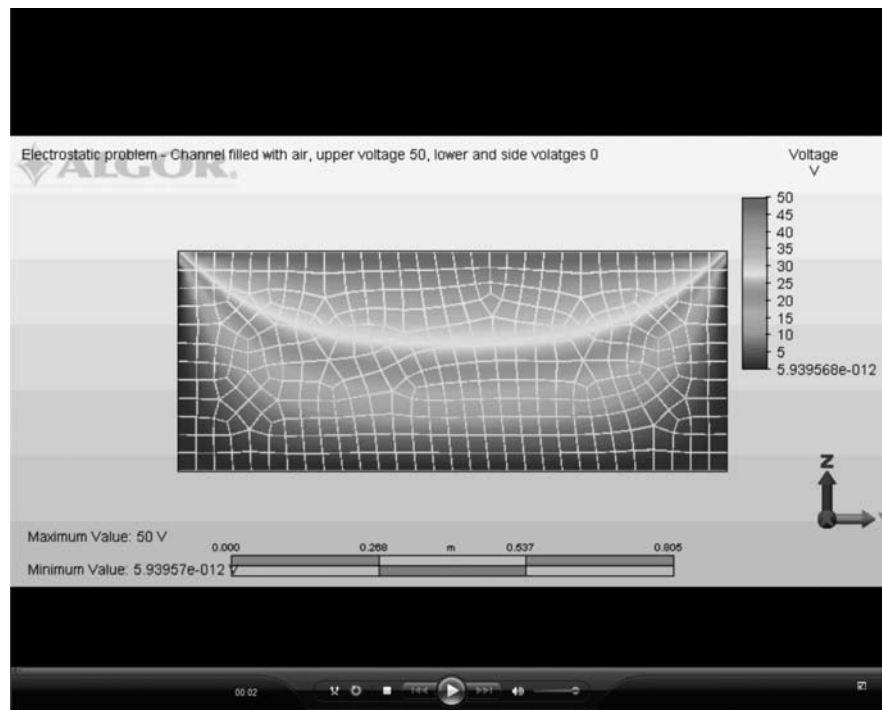 ALGOR.
Electrostatic problem - Channel filled with air, upper voltage 50, lower and side volatges 0
Voltage
V
50
45
40
35
30
25
20
15
10
5
5.939568e-012
Z
Y
Maximum Value: 50 V
0.000 0.268 m 0.537 0.805
Minimum Value: 5.93957e-012 V
00:02